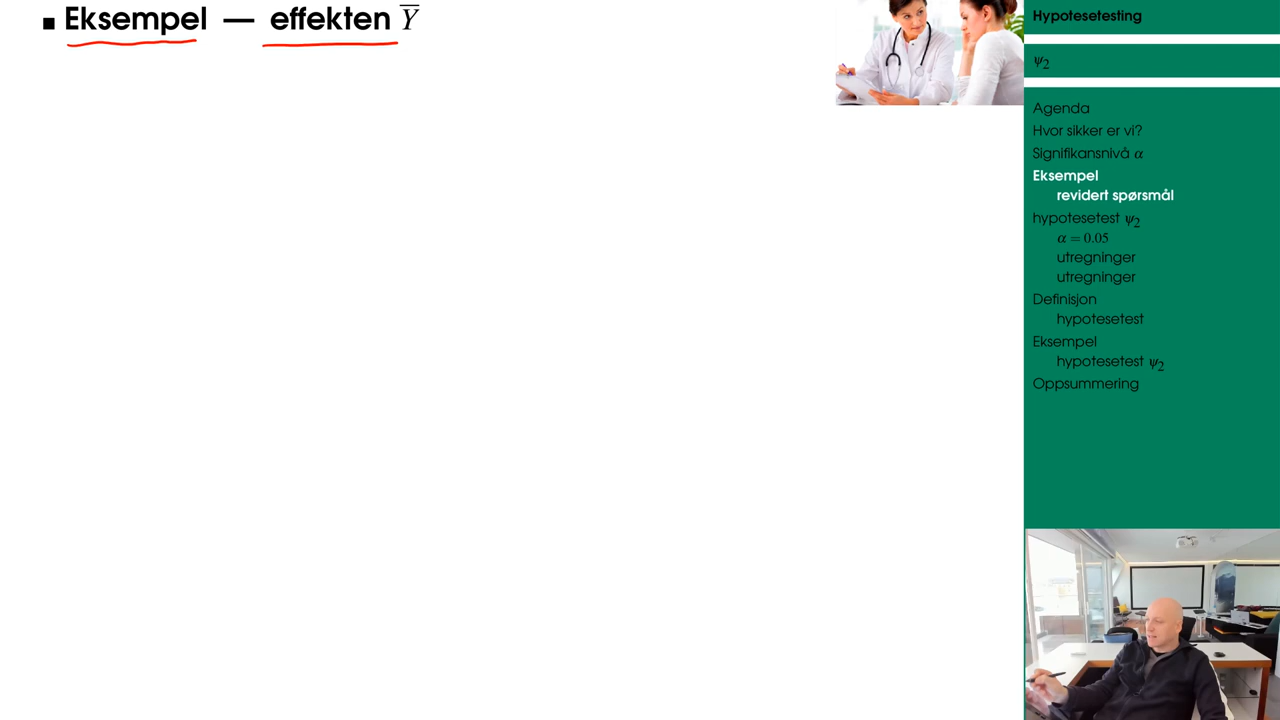 ▪ Eksempel — effekten Y̅
Hypotesetesting
ψ₂
Agenda
Hvor sikker er vi?
Signifikansnivå α
Eksempel
revidert spørsmål
hypotesetest ψ₂
α = 0.05
utregninger
utregninger
Definisjon
hypotesetest
Eksempel
hypotesetest ψ₂
Oppsummering